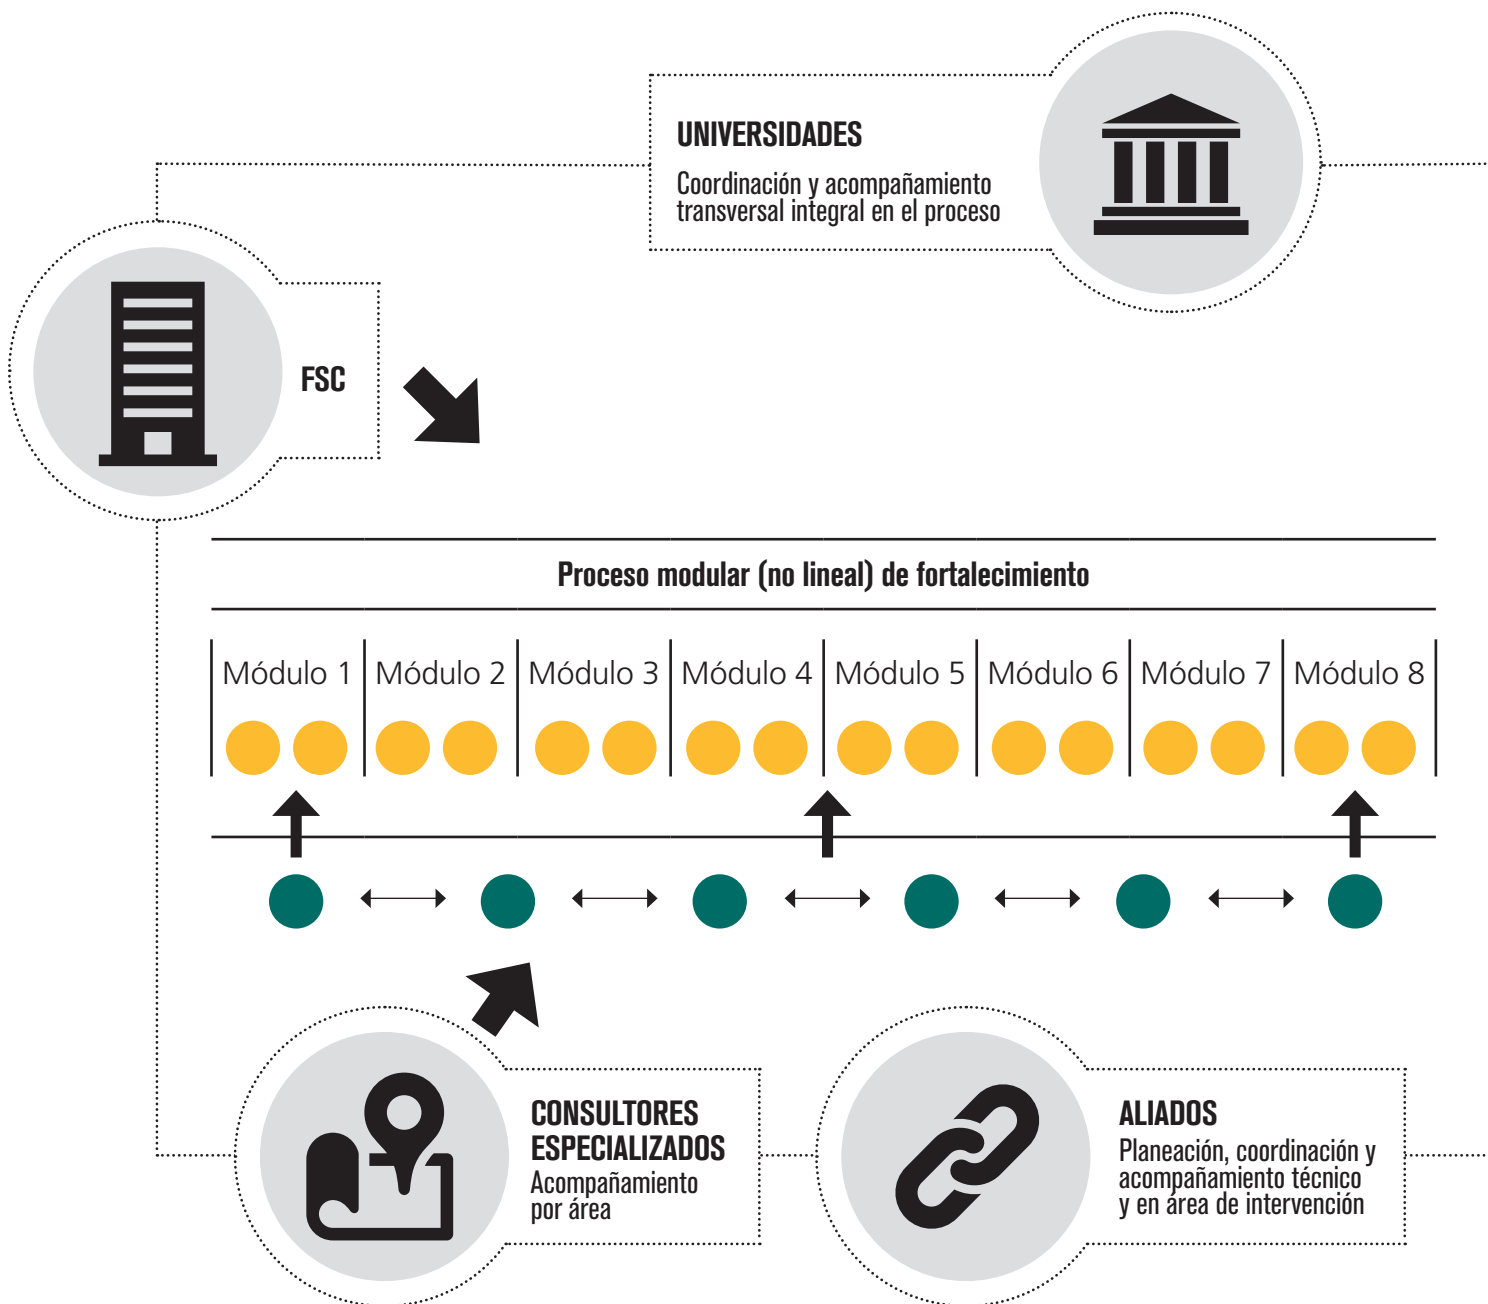 UNIVERSIDADES
Coordinación y acompañamiento
transversal integral en el proceso
FSC
Proceso modular (no lineal) de fortalecimiento
Módulo 1
Módulo 2
Módulo 3
Módulo 4
Módulo 5
Módulo 6
Módulo 7
Módulo 8
CONSULTORES
ESPECIALIZADOS
Acompañamiento
por área
ALIADOS
Planeación, coordinación y
acompañamiento técnico
y en área de intervención